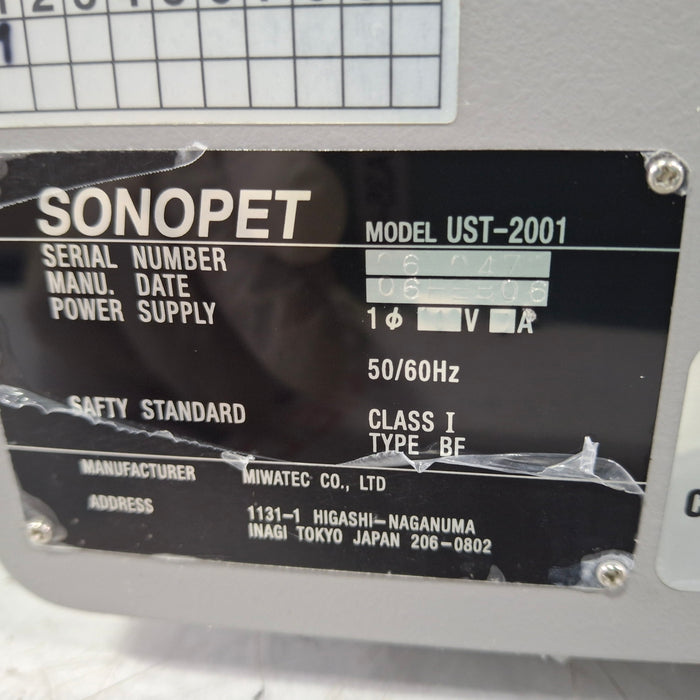 1
SONOPET
MODEL UST-2001
SERIAL NUMBER
MANU. DATE
POWER SUPPLY
1φ V A
50/60Hz
SAFTY STANDARD
CLASS I
TYPE BF
MANUFACTURER MIWATEC CO., LTD
ADDRESS 1131-1 HIGASHI-NAGANUMA
INAGI TOKYO JAPAN 206-0802
C